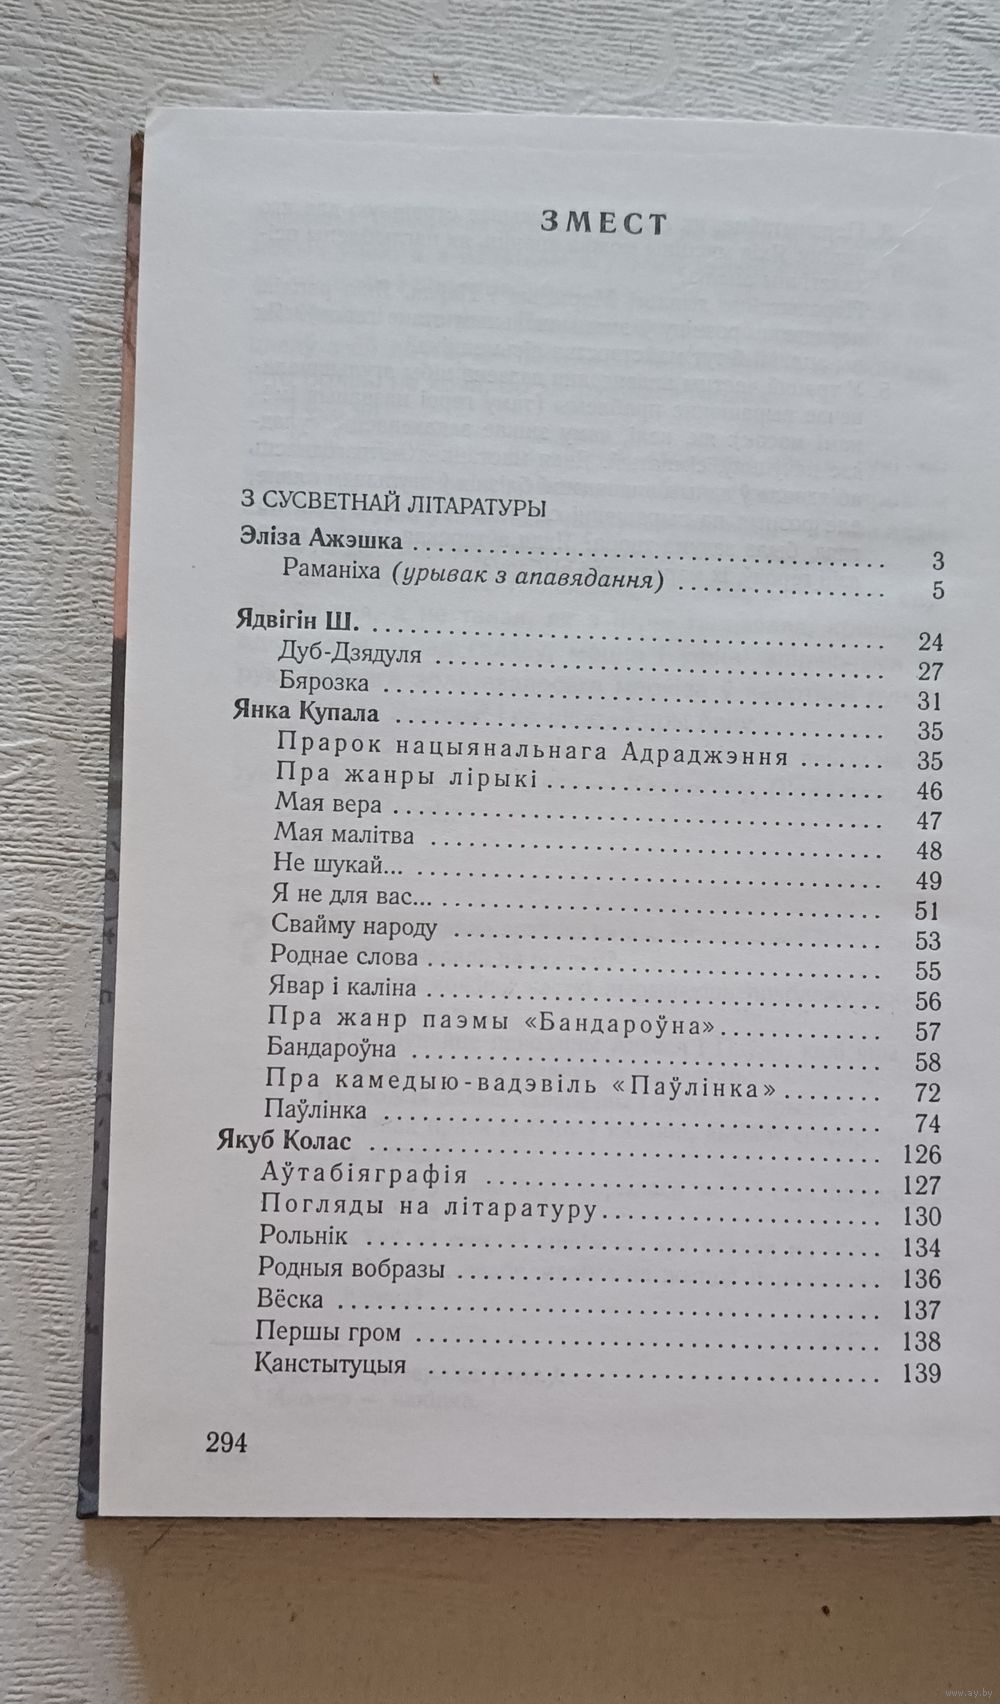 ЗМЕСТ
З СУСВЕТНАЙ ЛІТАРАТУРЫ
Эліза Ажэшка ........ 3
Раманіха (урывак з апавядання) ........ 5
Ядвігін Ш. ........ 24
Дуб-Дзядуля ........ 27
Бярозка ........ 31
Янка Купала ........ 35
Прарок нацыянальнага Адраджэння ....... 35
Пра жанры лірыкі ........ 46
Мая вера ........ 47
Мая малітва ........ 48
Не шукай... ........ 49
Я не для вас... ........ 51
Свайму народу ........ 53
Роднае слова ........ 55
Явар і каліна ........ 56
Пра жанр паэмы «Бандароўна» ........ 57
Бандароўна ........ 58
Пра камедыю-вадэвіль «Паўлінка» ........ 72
Паўлінка ........ 74
Якуб Колас ........ 126
Аўтабіяграфія ........ 127
Погляды на літаратуру ........ 130
Рольнік ........ 134
Родныя вобразы ........ 136
Вёска ........ 137
Першы гром ........ 138
Канстытуцыя ........ 139
294
www.ay.by